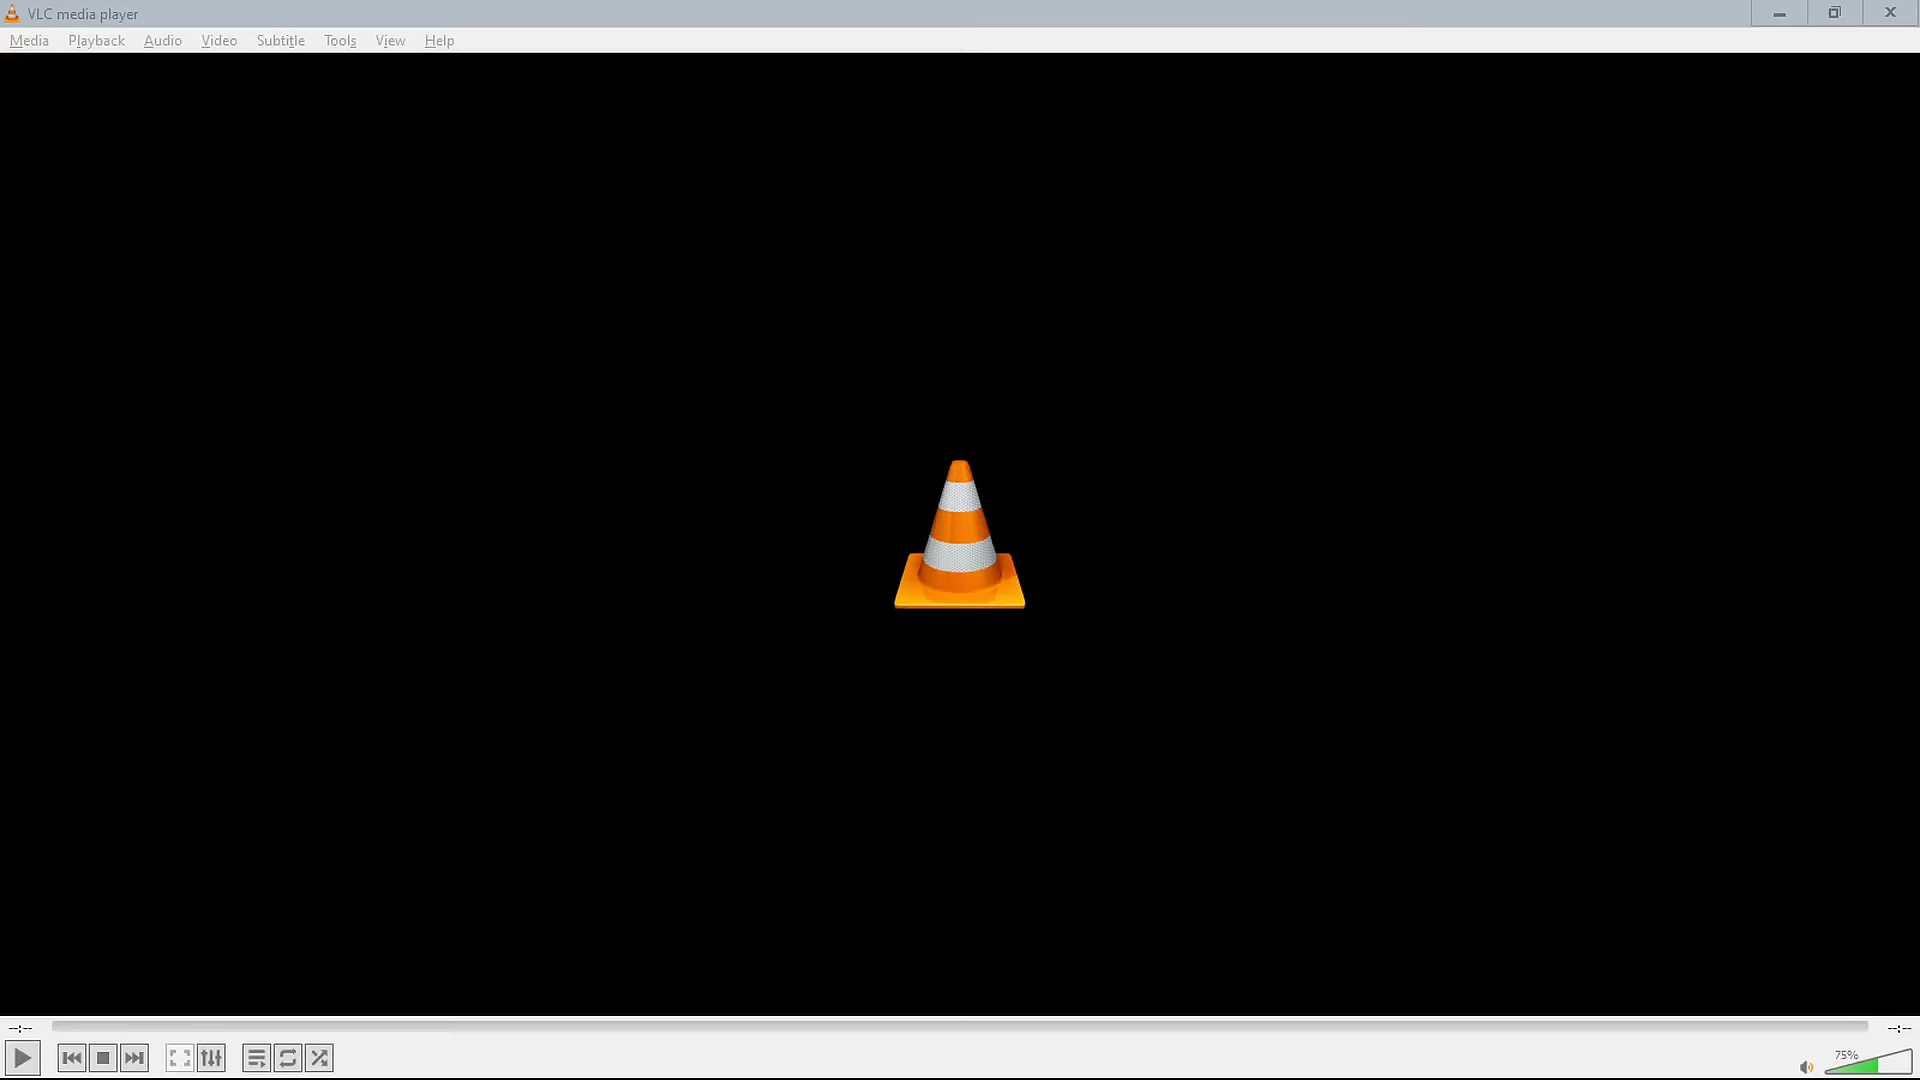 VLC media player
Media Playback Audio Video Subtitle Tools View Help
--:-- --:--
75%